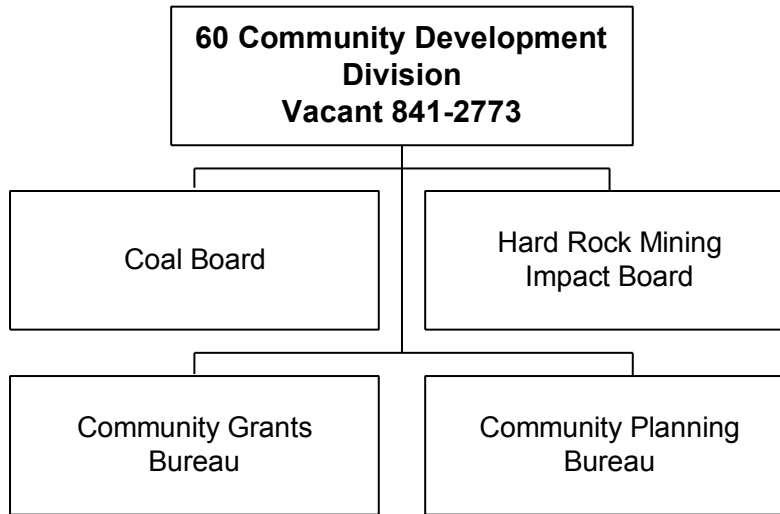 60 Community Development
Division
Vacant 841-2773
Coal Board
Hard Rock Mining
Impact Board
Community Grants
Bureau
Community Planning
Bureau